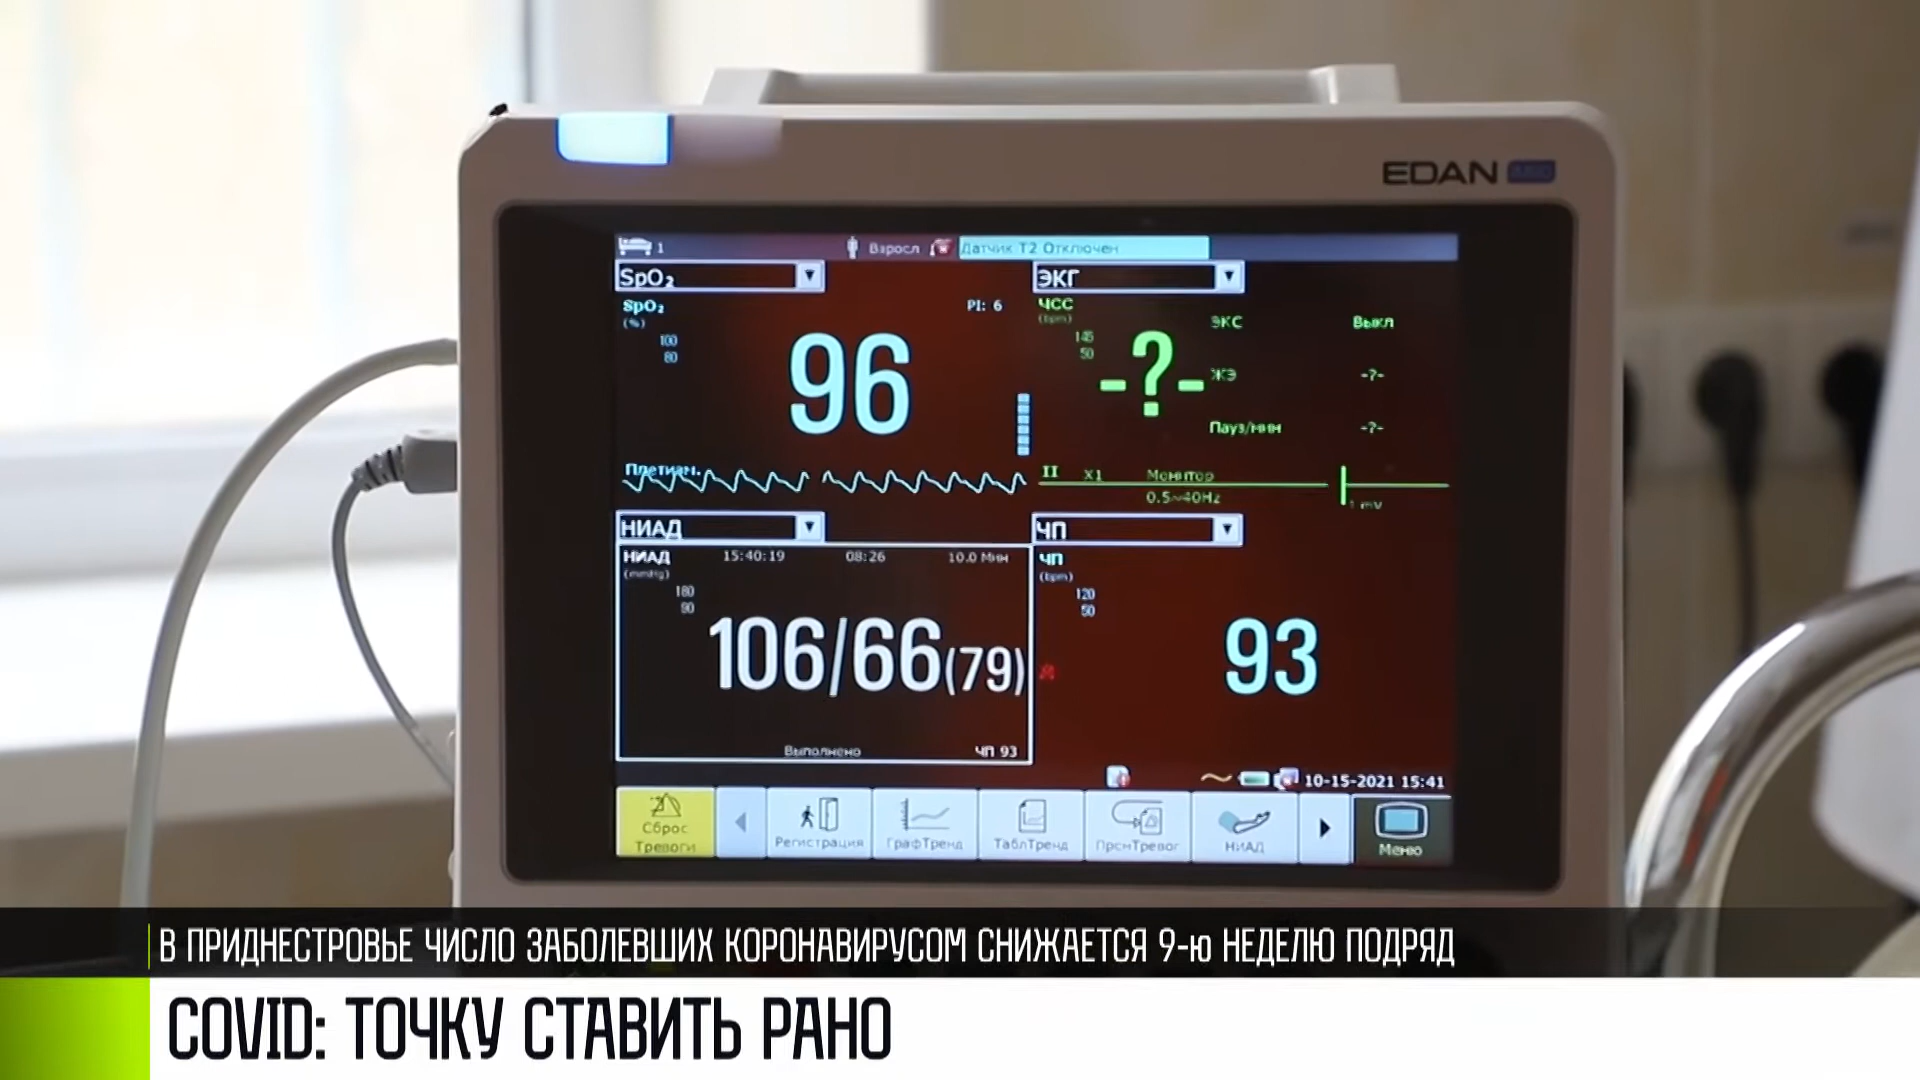 EDAN
1 Взросл Датчик T2 Отключен
SpO₂
ЭКГ
SpO₂ PI: 6
(%)
100
80
96
ЧСС
(bpm)
145
50
-?-
ЭКС Выкл
ЖЭ -?-
Пауз/мин -?-
Плетизм.
II X1 Монитор
0.5~40Hz
1 mV
НИАД
ЧП
НИАД 15:40:19 08:26 10.0 Мин
(mmHg)
180
90
106/66(79)
Выполнено ЧП 93
ЧП
(bpm)
120
50
93
10-15-2021 15:41
Сброс
Тревоги
Регистрация
ГрафТренд
ТаблТренд
ПрсмТревог
НИАД
Меню
В ПРИДНЕСТРОВЬЕ ЧИСЛО ЗАБОЛЕВШИХ КОРОНАВИРУСОМ СНИЖАЕТСЯ 9-ю НЕДЕЛЮ ПОДРЯД
COVID: ТОЧКУ СТАВИТЬ РАНО